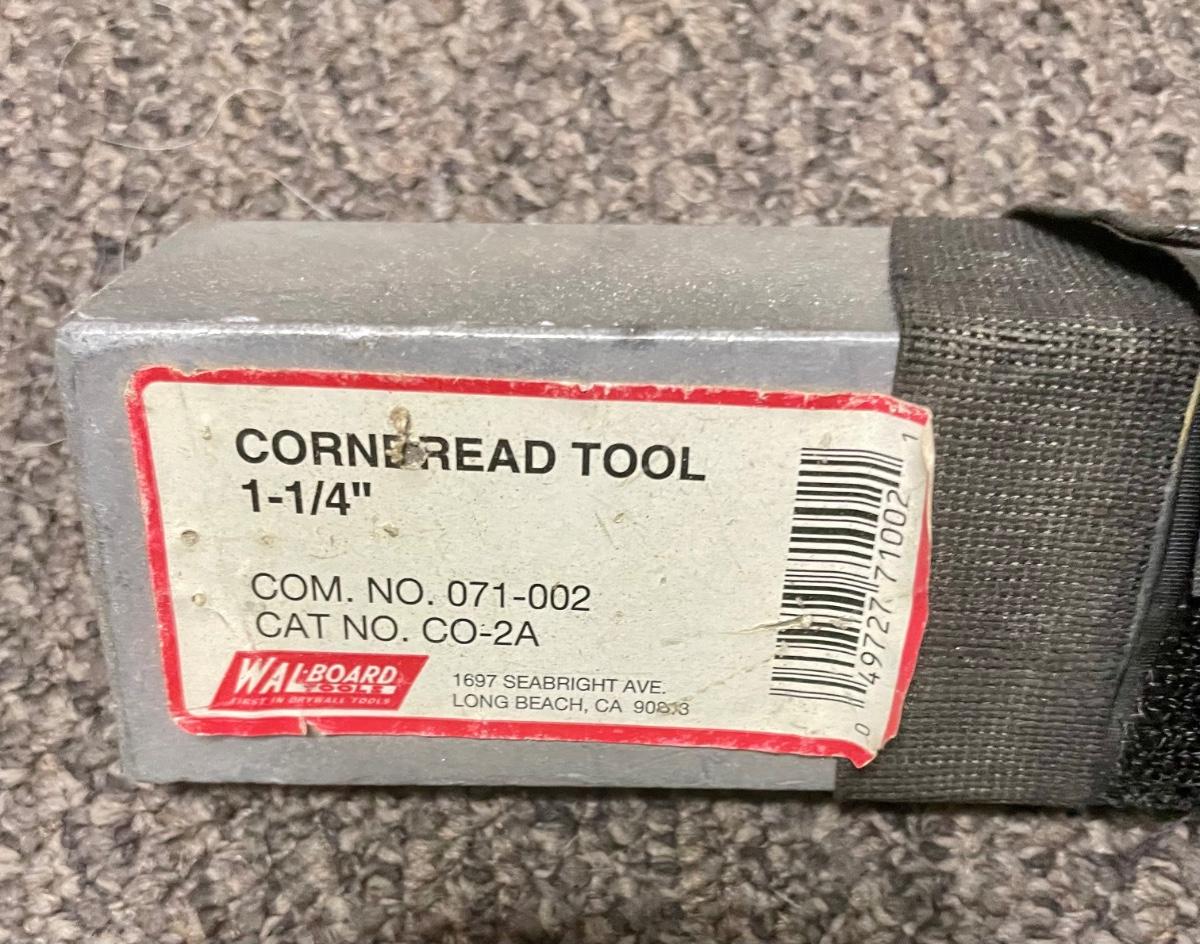 CORNEREAD TOOL
1-1/4"
COM. NO. 071-002
CAT NO. CO-2A
WAL-BOARD
TOOLS
FIRST IN DRYWALL TOOLS
1697 SEABRIGHT AVE.
LONG BEACH, CA 90813
0 49727 71002 1